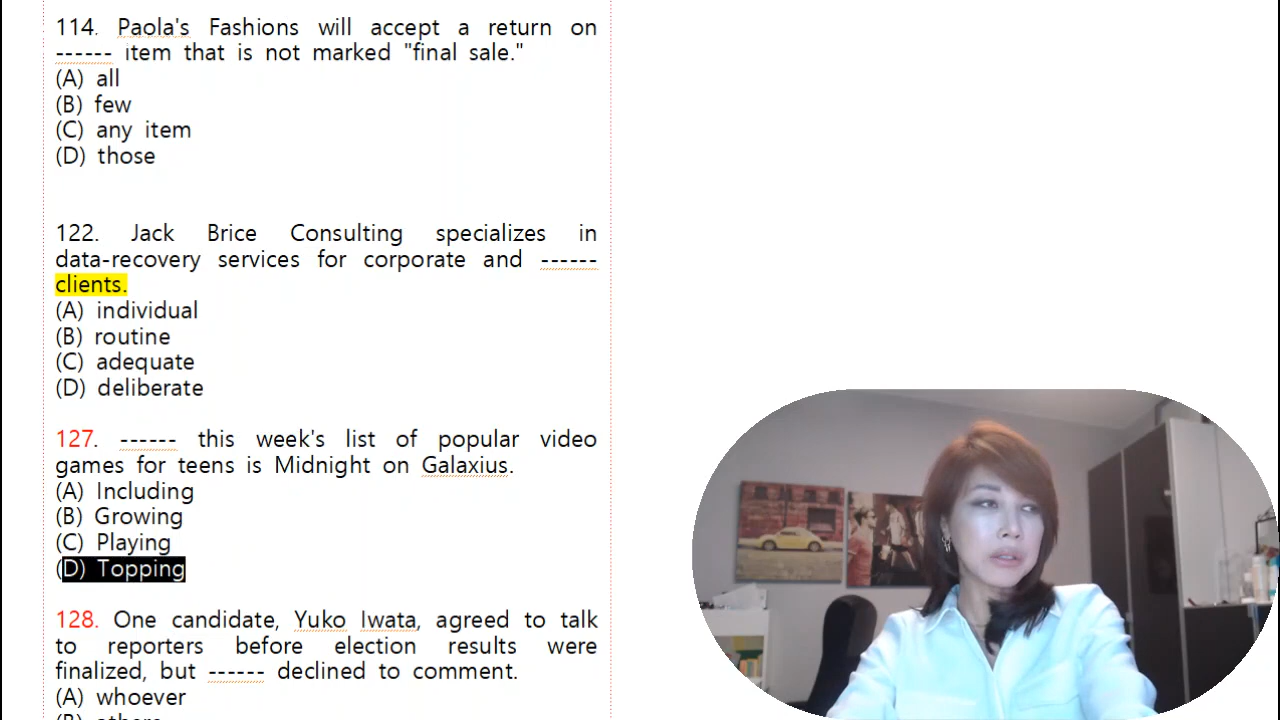 114. Paola's Fashions will accept a return on
------ item that is not marked "final sale."
(A) all
(B) few
(C) any item
(D) those
122. Jack Brice Consulting specializes in
data-recovery services for corporate and ------
clients.
(A) individual
(B) routine
(C) adequate
(D) deliberate
127. ------ this week's list of popular video
games for teens is Midnight on Galaxius.
(A) Including
(B) Growing
(C) Playing
(D) Topping
128. One candidate, Yuko Iwata, agreed to talk
to reporters before election results were
finalized, but ------ declined to comment.
(A) whoever
(B) others